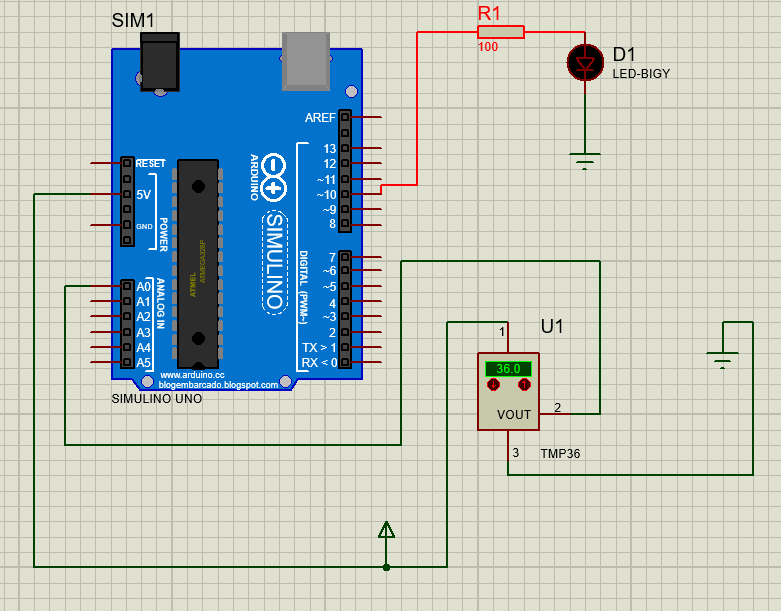 SIM1
R1
100
D1
LED-BIGY
AREF
RESET
5V
GND
POWER
13
12
~11
~10
~9
8
ARDUINO
SIMULINO
ATMEL
ATMEGA328P
7
~6
~5
4
~3
2
TX > 1
RX < 0
DIGITAL (PWM~)
A0
A1
A2
A3
A4
A5
ANALOG IN
www.arduino.cc
blogembarcado.blogspot.com
SIMULINO UNO
U1
1
36.0
1
VOUT
2
3
TMP36